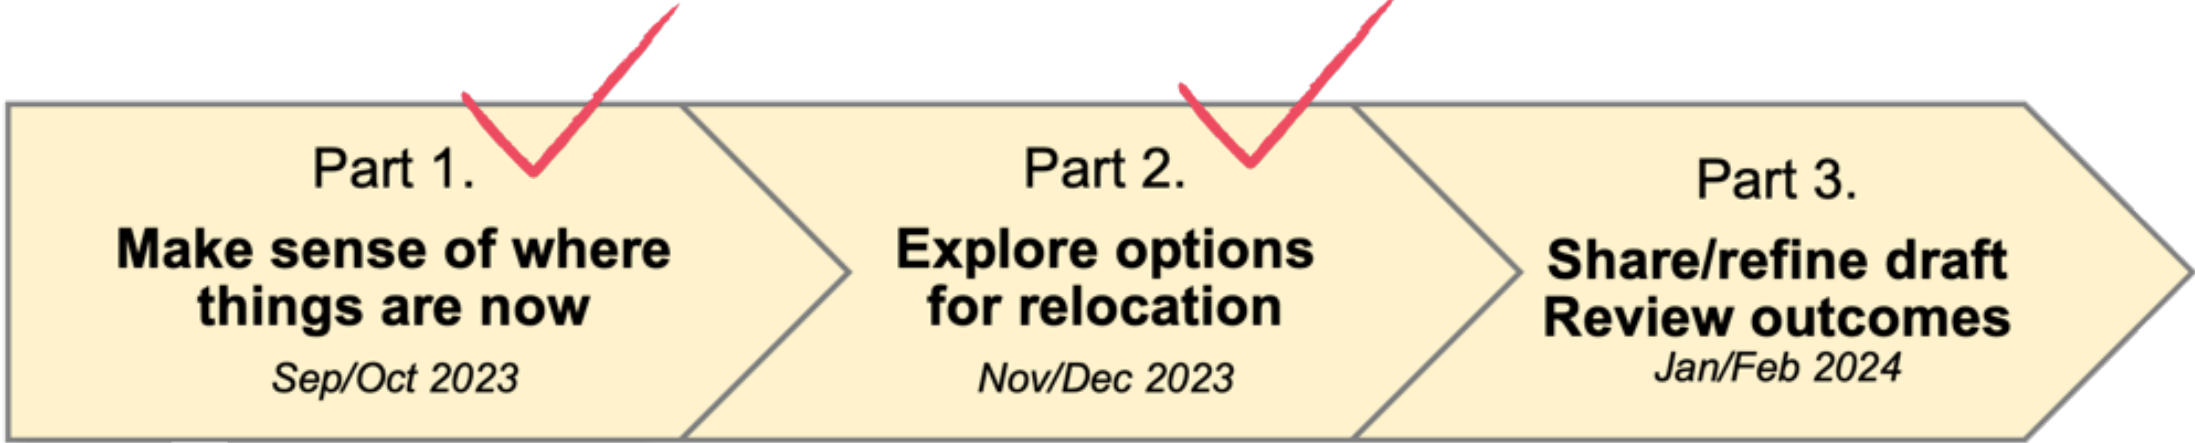 Part 1.
Make sense of where
things are now
Sep/Oct 2023
Part 2.
Explore options
for relocation
Nov/Dec 2023
Part 3.
Share/refine draft
Review outcomes
Jan/Feb 2024